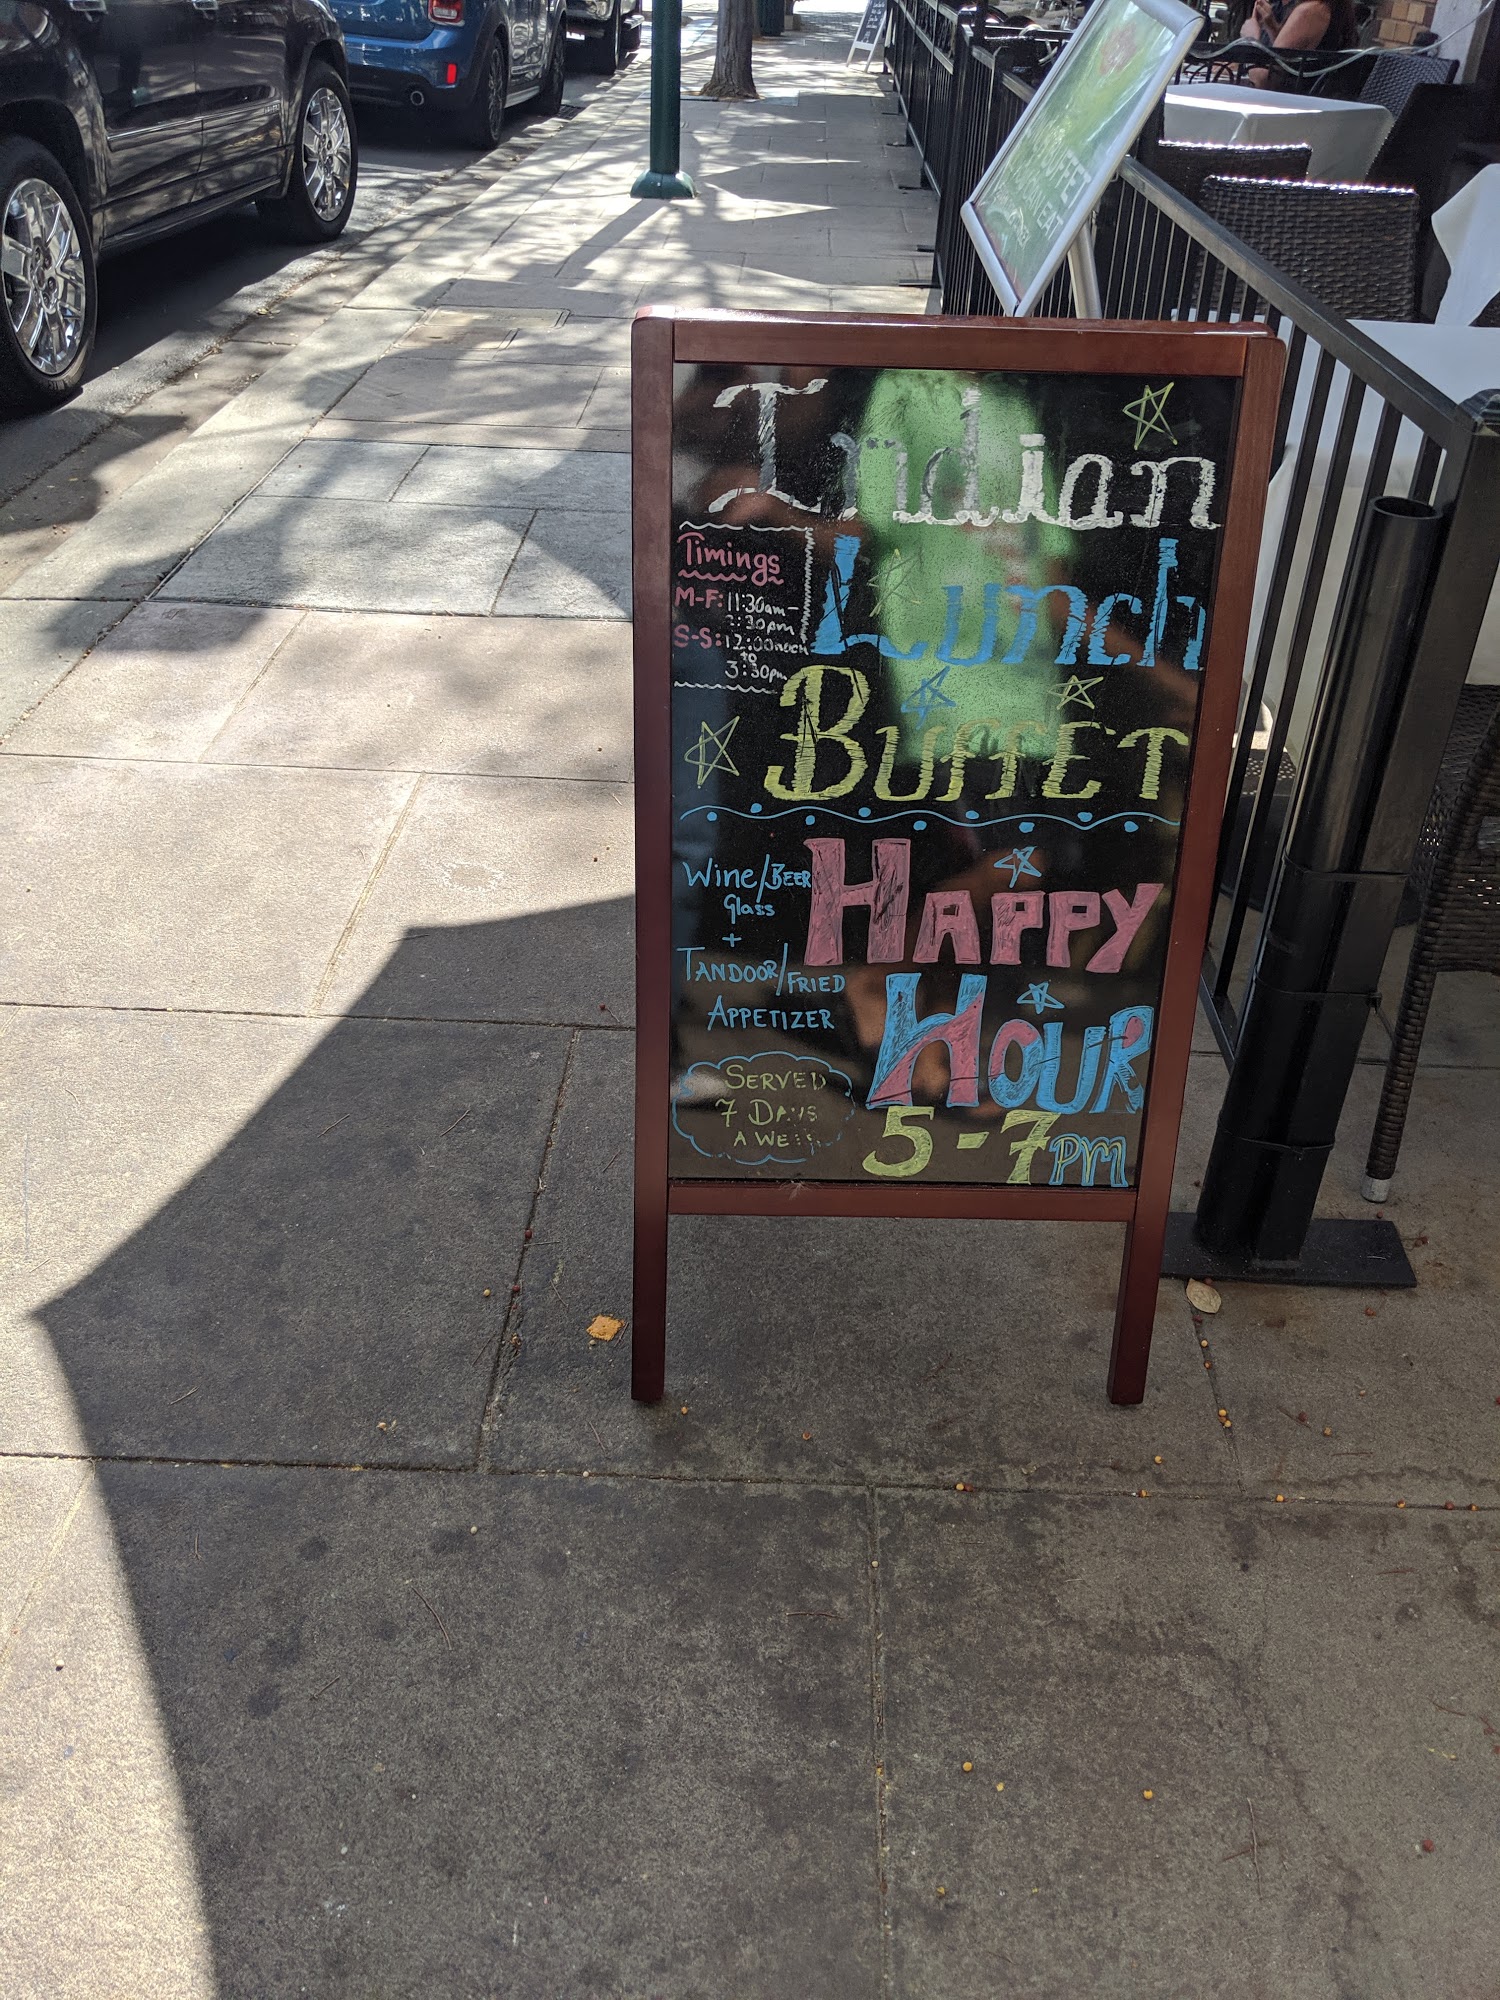 Indian
Lunch
BUFFET
Timings
M-F: 11:30am-
2:30pm
S-S: 12:00noon
to
3:30pm
HAPPY
HOUR
5-7PM
Wine/BEER
Glass
+
TANDOOR/FRIED
APPETIZER
SERVED
7 DAYS
A WEEK
BUFFET